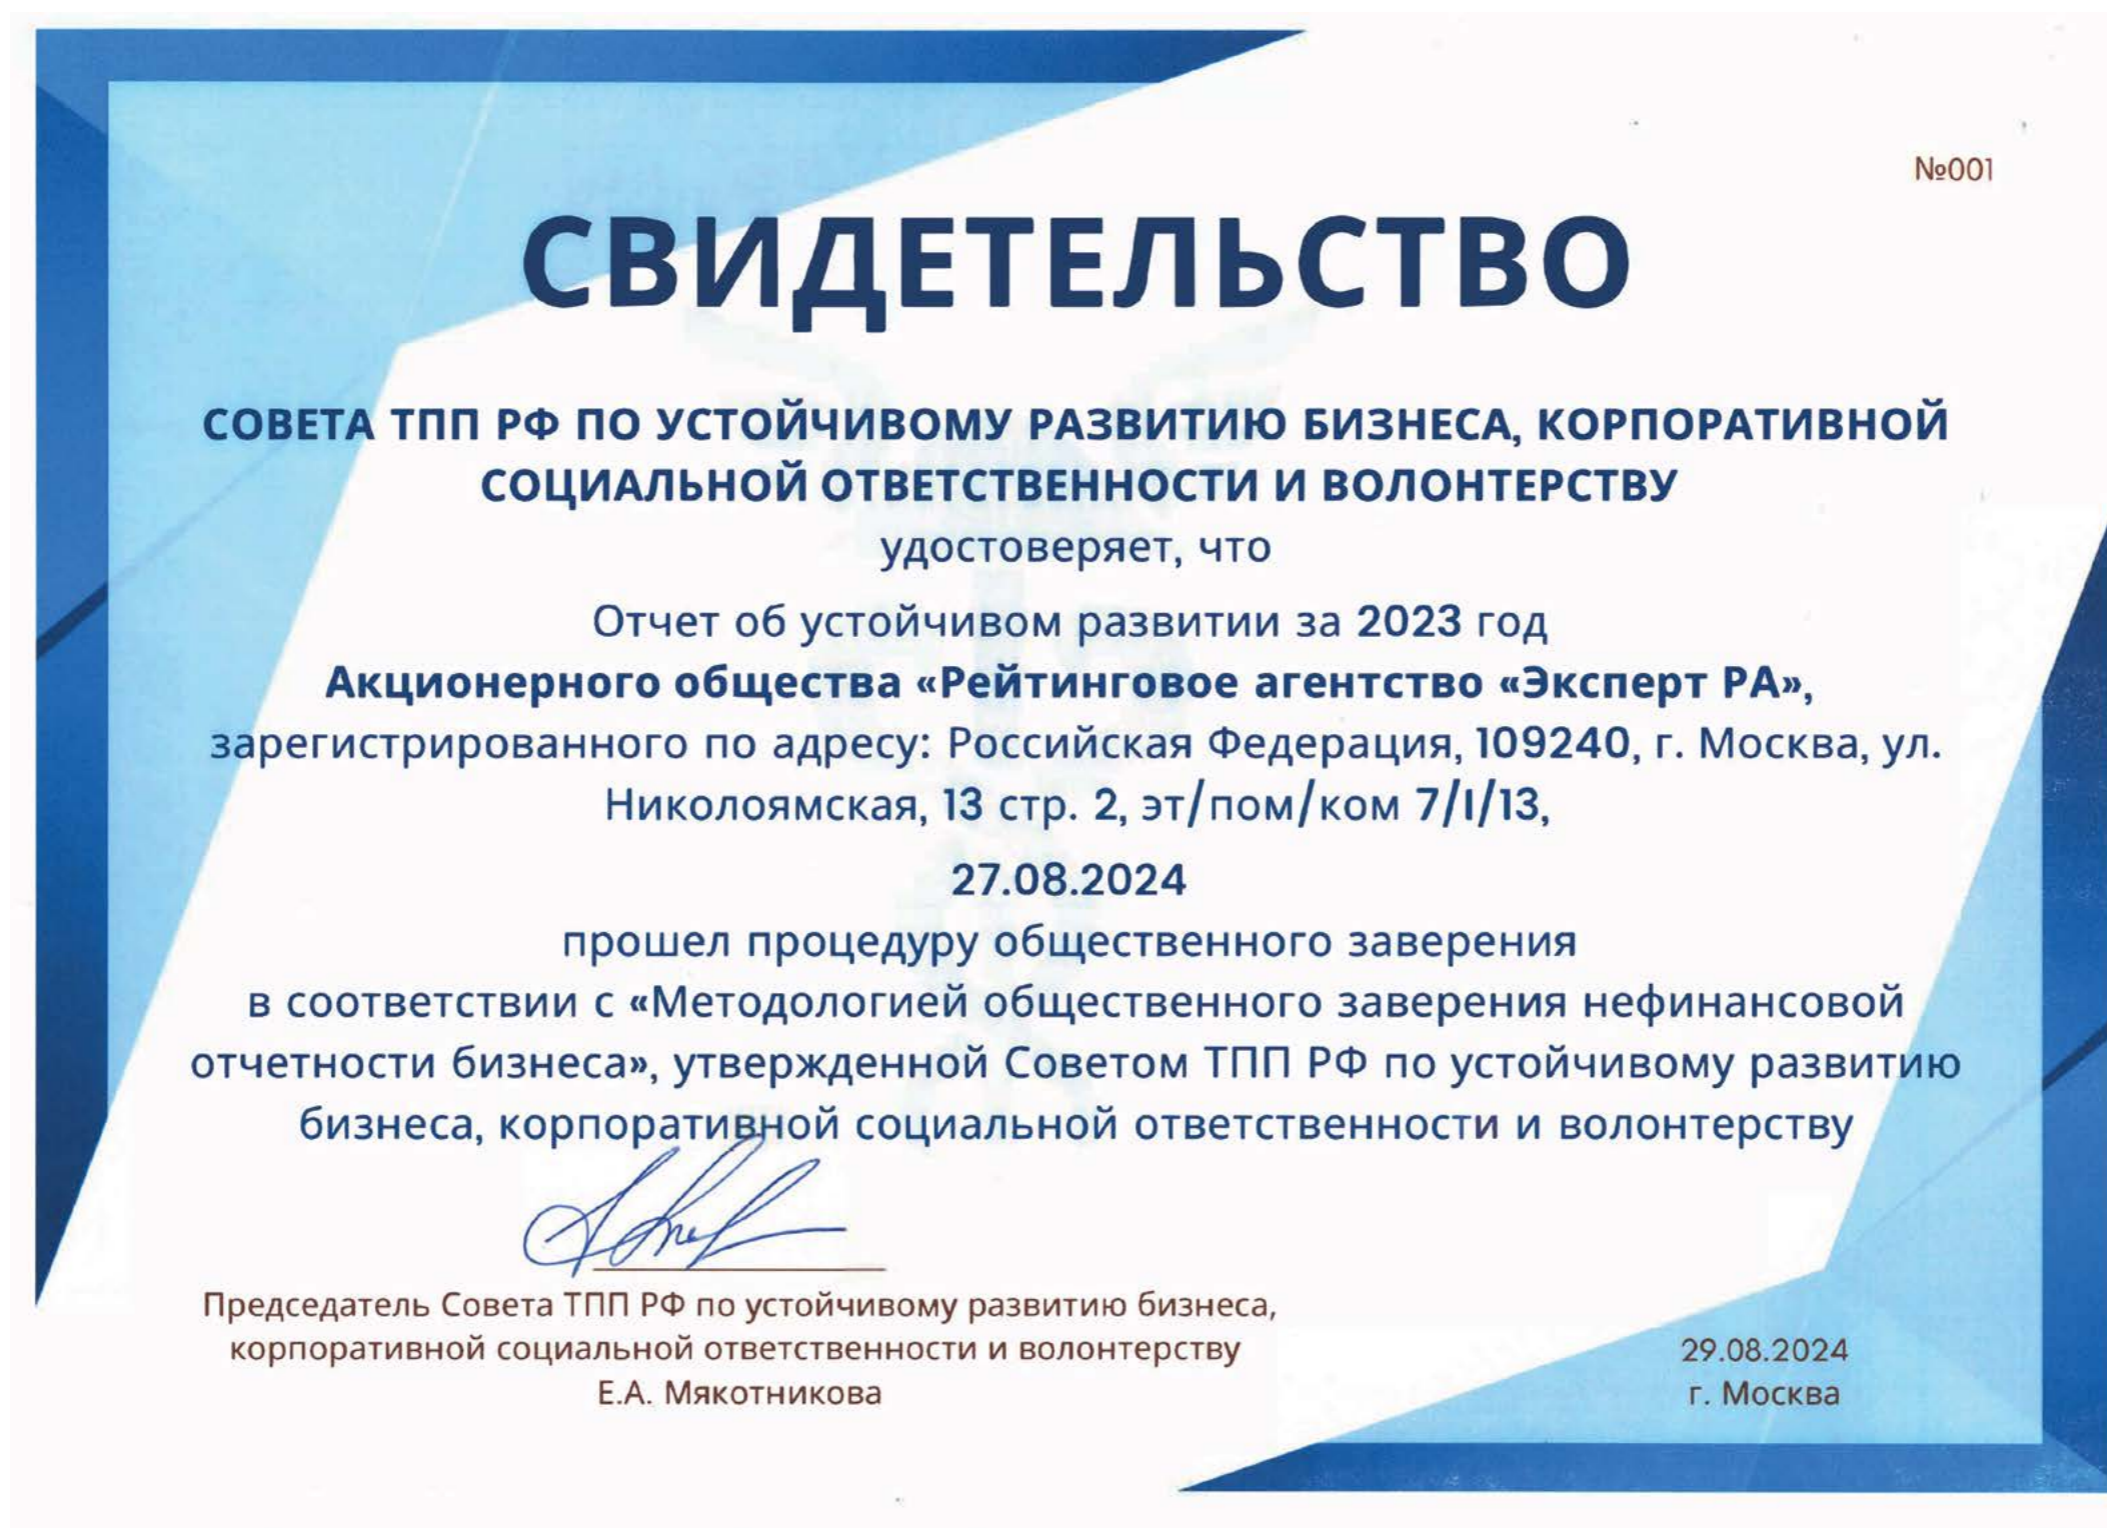 №001
СВИДЕТЕЛЬСТВО
СОВЕТА ТПП РФ ПО УСТОЙЧИВОМУ РАЗВИТИЮ БИЗНЕСА, КОРПОРАТИВНОЙ
СОЦИАЛЬНОЙ ОТВЕТСТВЕННОСТИ И ВОЛОНТЕРСТВУ
удостоверяет, что
Отчет об устойчивом развитии за 2023 год
Акционерного общества «Рейтинговое агентство «Эксперт РА»,
зарегистрированного по адресу: Российская Федерация, 109240, г. Москва, ул.
Николоямская, 13 стр. 2, эт/пом/ком 7/I/13,
27.08.2024
прошел процедуру общественного заверения
в соответствии с «Методологией общественного заверения нефинансовой
отчетности бизнеса», утвержденной Советом ТПП РФ по устойчивому развитию
бизнеса, корпоративной социальной ответственности и волонтерству
Председатель Совета ТПП РФ по устойчивому развитию бизнеса,
корпоративной социальной ответственности и волонтерству
Е.А. Мякотникова
29.08.2024
г. Москва